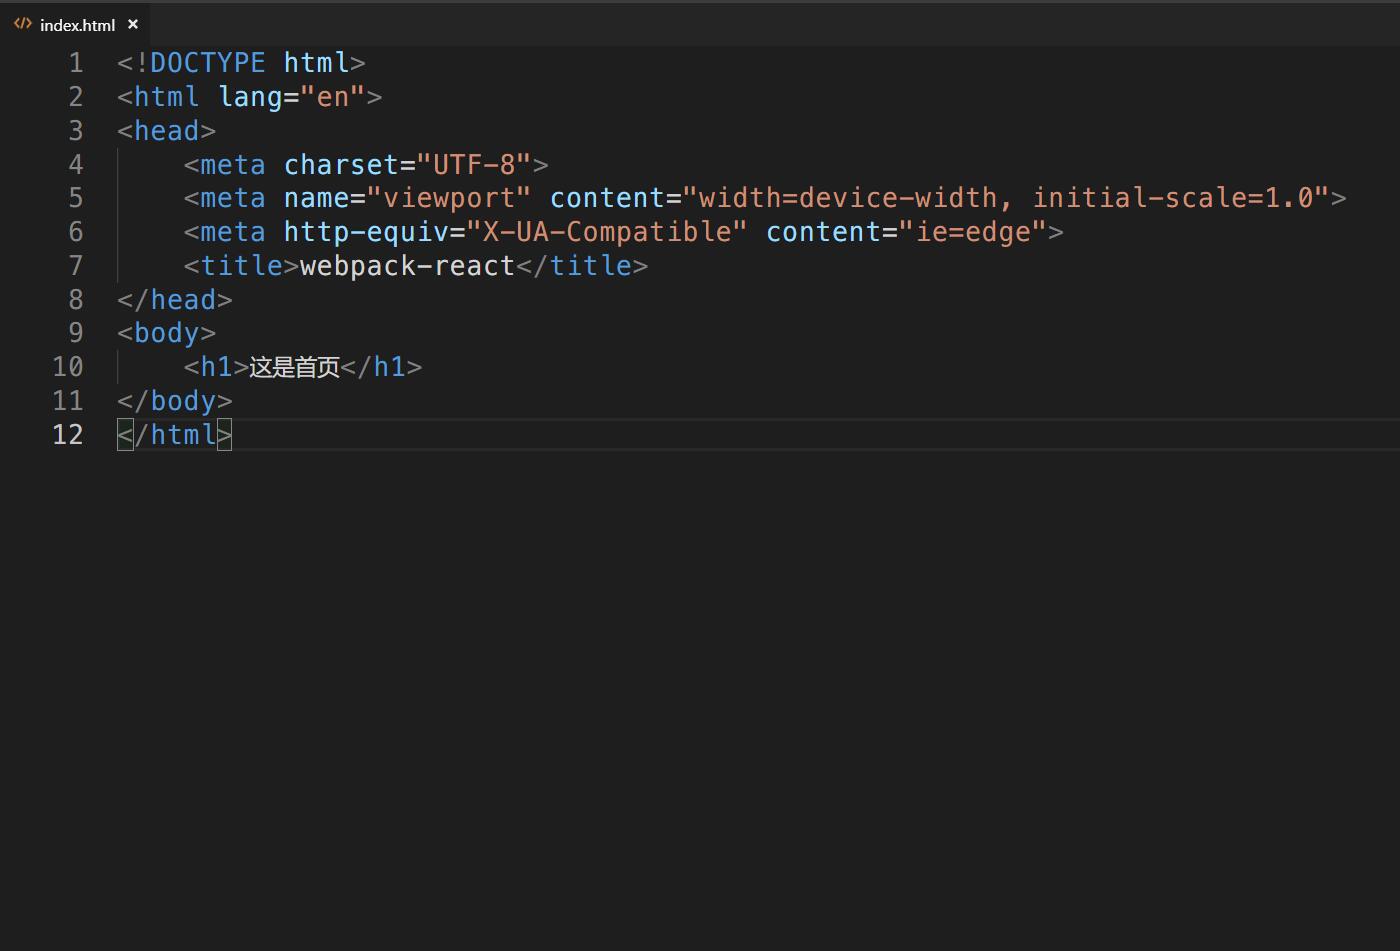 index.html ×
1 <!DOCTYPE html>
2 <html lang="en">
3 <head>
4     <meta charset="UTF-8">
5     <meta name="viewport" content="width=device-width, initial-scale=1.0">
6     <meta http-equiv="X-UA-Compatible" content="ie=edge">
7     <title>webpack-react</title>
8 </head>
9 <body>
10     <h1>这是首页</h1>
11 </body>
12 </html>